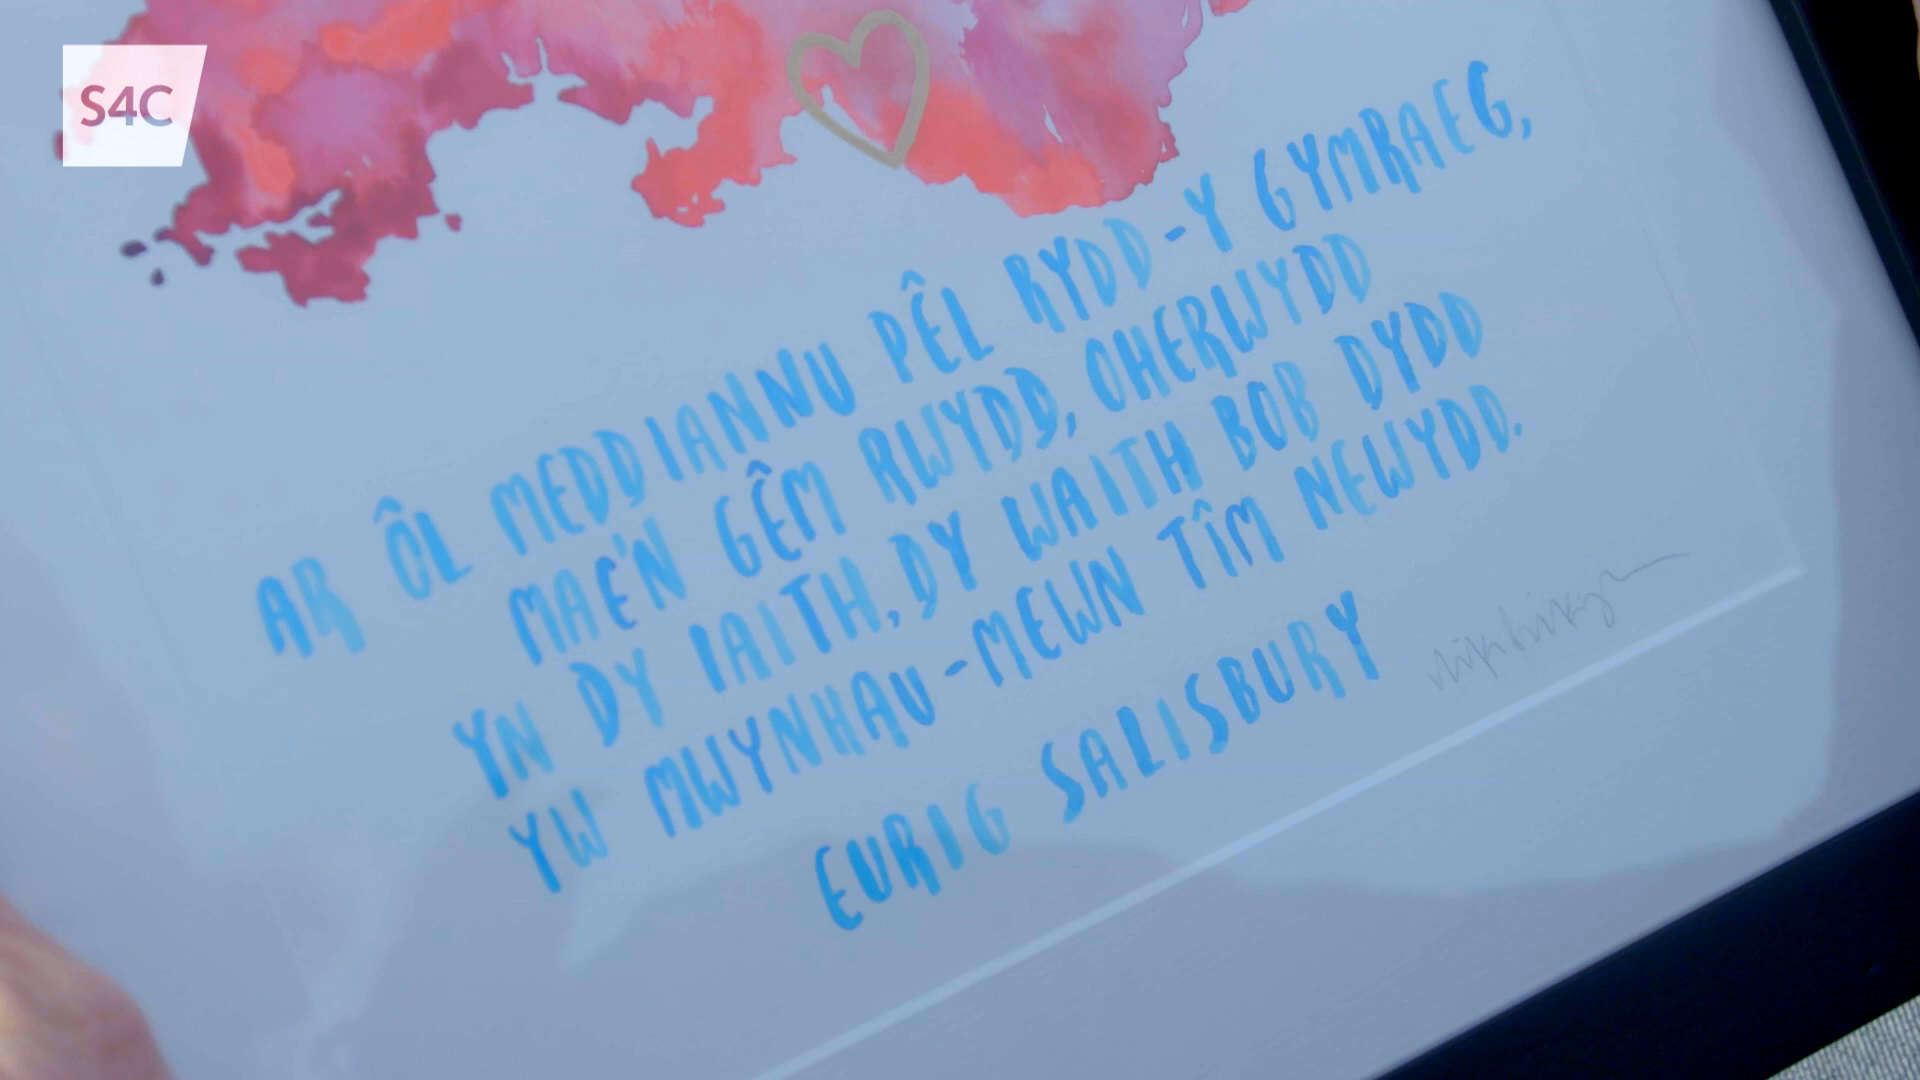 S4C
AR ÔL MEDDIANNU PÊL RYDD-Y GYMRAEG,
MAE'N GÊM RWYDD, OHERWYDD
YN DY IAITH, DY WAITH BOB DYDD
YW MWYNHAU-MEWN TÎM NEWYDD.
EURIG SALISBURY